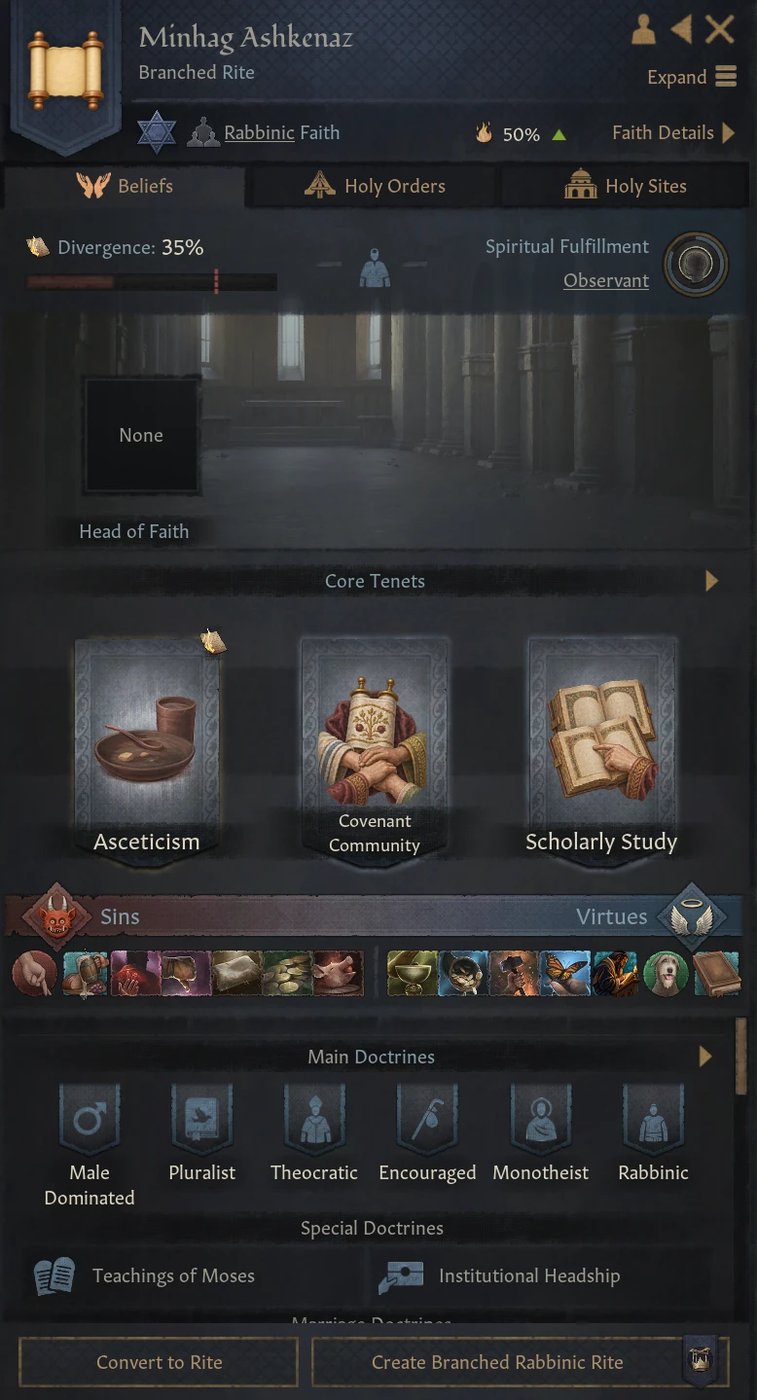 Minhag Ashkenaz
Branched Rite
Expand
Rabbinic Faith
50%
Faith Details
Beliefs
Holy Orders
Holy Sites
Divergence: 35%
Spiritual Fulfillment
Observant
None
Head of Faith
Core Tenets
Asceticism
Covenant
Community
Scholarly Study
Sins
Virtues
Main Doctrines
Male
Dominated
Pluralist
Theocratic
Encouraged
Monotheist
Rabbinic
Special Doctrines
Teachings of Moses
Institutional Headship
Marriage Doctrines
Convert to Rite
Create Branched Rabbinic Rite